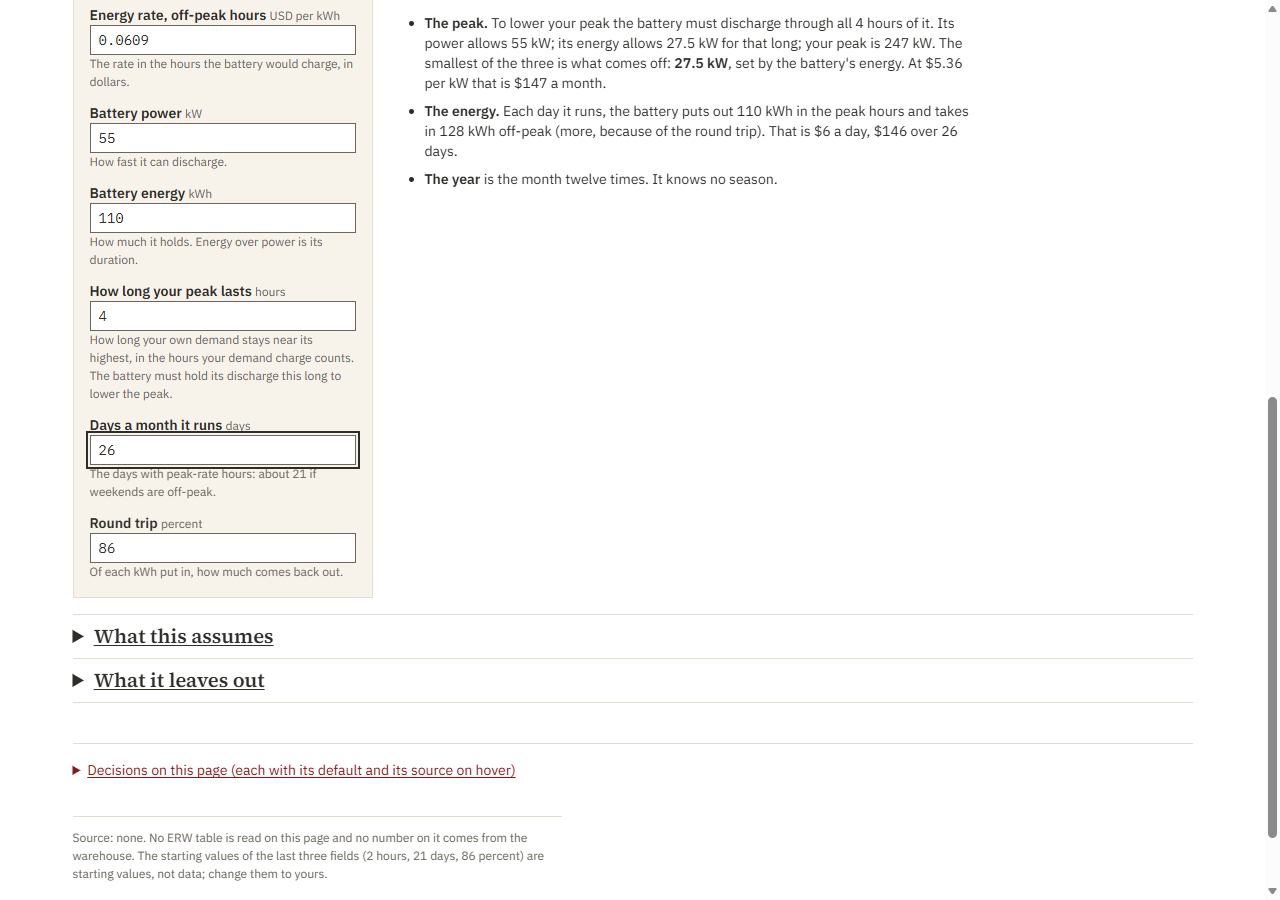 Energy rate, off-peak hours USD per kWh
0.0609
The rate in the hours the battery would charge, in
dollars.
Battery power kW
55
How fast it can discharge.
Battery energy kWh
110
How much it holds. Energy over power is its
duration.
How long your peak lasts hours
4
How long your own demand stays near its
highest, in the hours your demand charge counts.
The battery must hold its discharge this long to
lower the peak.
Days a month it runs days
26
The days with peak-rate hours: about 21 if
weekends are off-peak.
Round trip percent
86
Of each kWh put in, how much comes back out.
The peak. To lower your peak the battery must discharge through all 4 hours of it. Its
power allows 55 kW; its energy allows 27.5 kW for that long; your peak is 247 kW. The
smallest of the three is what comes off: 27.5 kW, set by the battery's energy. At $5.36
per kW that is $147 a month.
The energy. Each day it runs, the battery puts out 110 kWh in the peak hours and takes
in 128 kWh off-peak (more, because of the round trip). That is $6 a day, $146 over 26
days.
The year is the month twelve times. It knows no season.
What this assumes
What it leaves out
Decisions on this page (each with its default and its source on hover)
Source: none. No ERW table is read on this page and no number on it comes from the
warehouse. The starting values of the last three fields (2 hours, 21 days, 86 percent) are
starting values, not data; change them to yours.